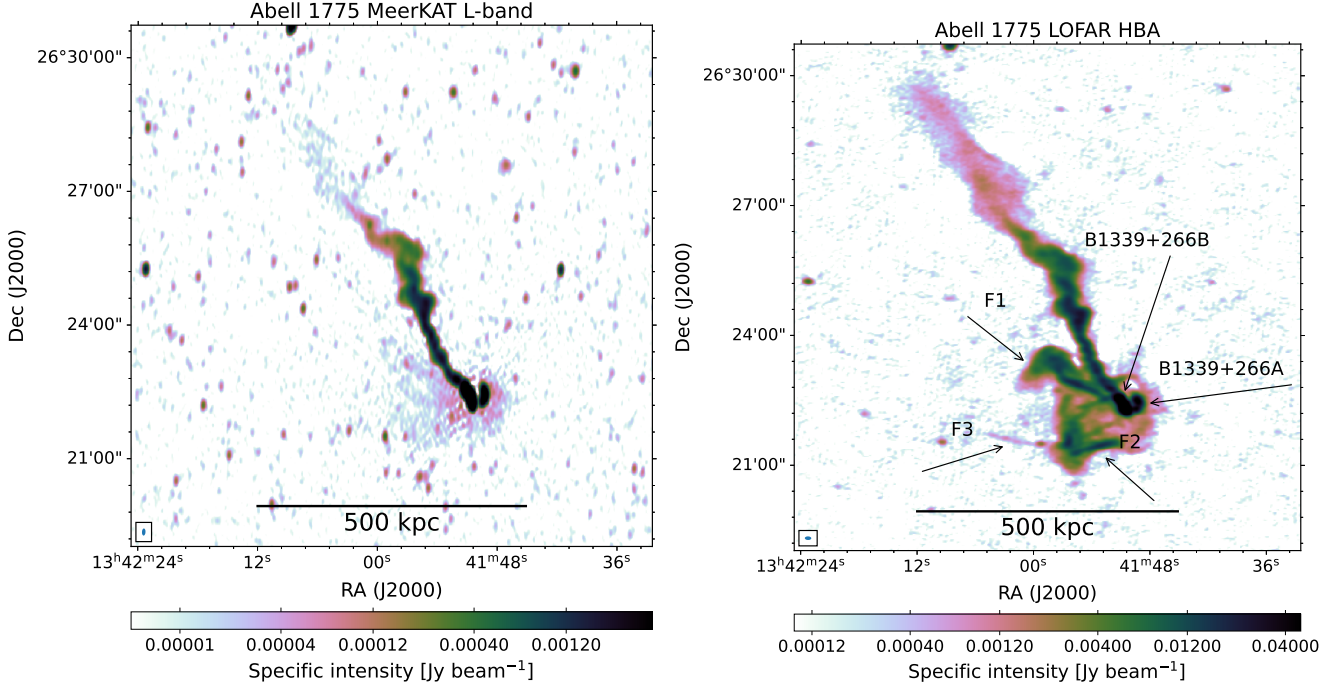 Abell 1775 MeerKAT L-band
26°30'00"
27'00"
24'00"
21'00"
Dec (J2000)
500 kpc
13ʰ42ᵐ24ˢ
12ˢ
00ˢ
41ᵐ48ˢ
36ˢ
RA (J2000)
0.00001
0.00004
0.00012
0.00040
0.00120
Specific intensity [Jy beam⁻¹]
Abell 1775 LOFAR HBA
26°30'00"
27'00"
24'00"
21'00"
Dec (J2000)
B1339+266B
F1
B1339+266A
F3
F2
500 kpc
13ʰ42ᵐ24ˢ
12ˢ
00ˢ
41ᵐ48ˢ
36ˢ
RA (J2000)
0.00012
0.00040
0.00120
0.00400
0.01200
0.04000
Specific intensity [Jy beam⁻¹]